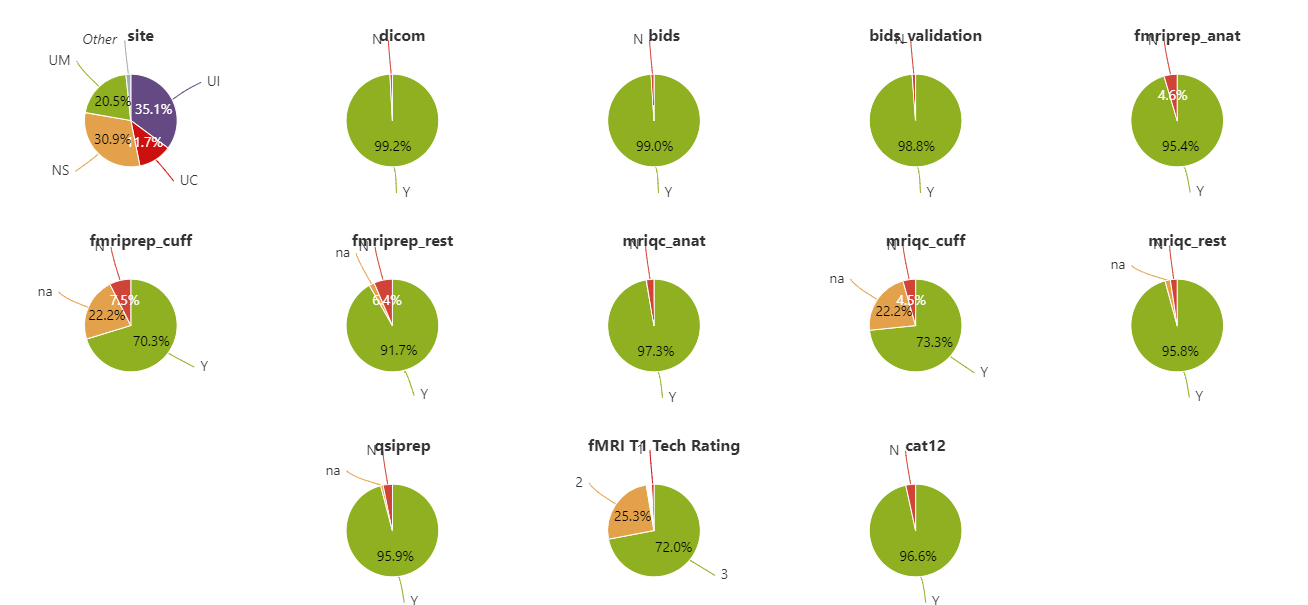 site
Other
UM
UI
20.5%
35.1%
30.9%
NS
UC
dicom
N
99.2%
Y
bids
N
99.0%
Y
bids_validation
N
98.8%
Y
fmriprep_anat
N
4.6%
95.4%
Y
fmriprep_cuff
N
na
7.5%
22.2%
70.3%
Y
fmriprep_rest
N
na
6.4%
91.7%
Y
mriqc_anat
N
97.3%
Y
mriqc_cuff
N
na
4.5%
22.2%
73.3%
Y
mriqc_rest
N
na
95.8%
Y
qsiprep
N
na
95.9%
Y
fMRI T1 Tech Rating
1
2
25.3%
72.0%
3
cat12
N
96.6%
Y